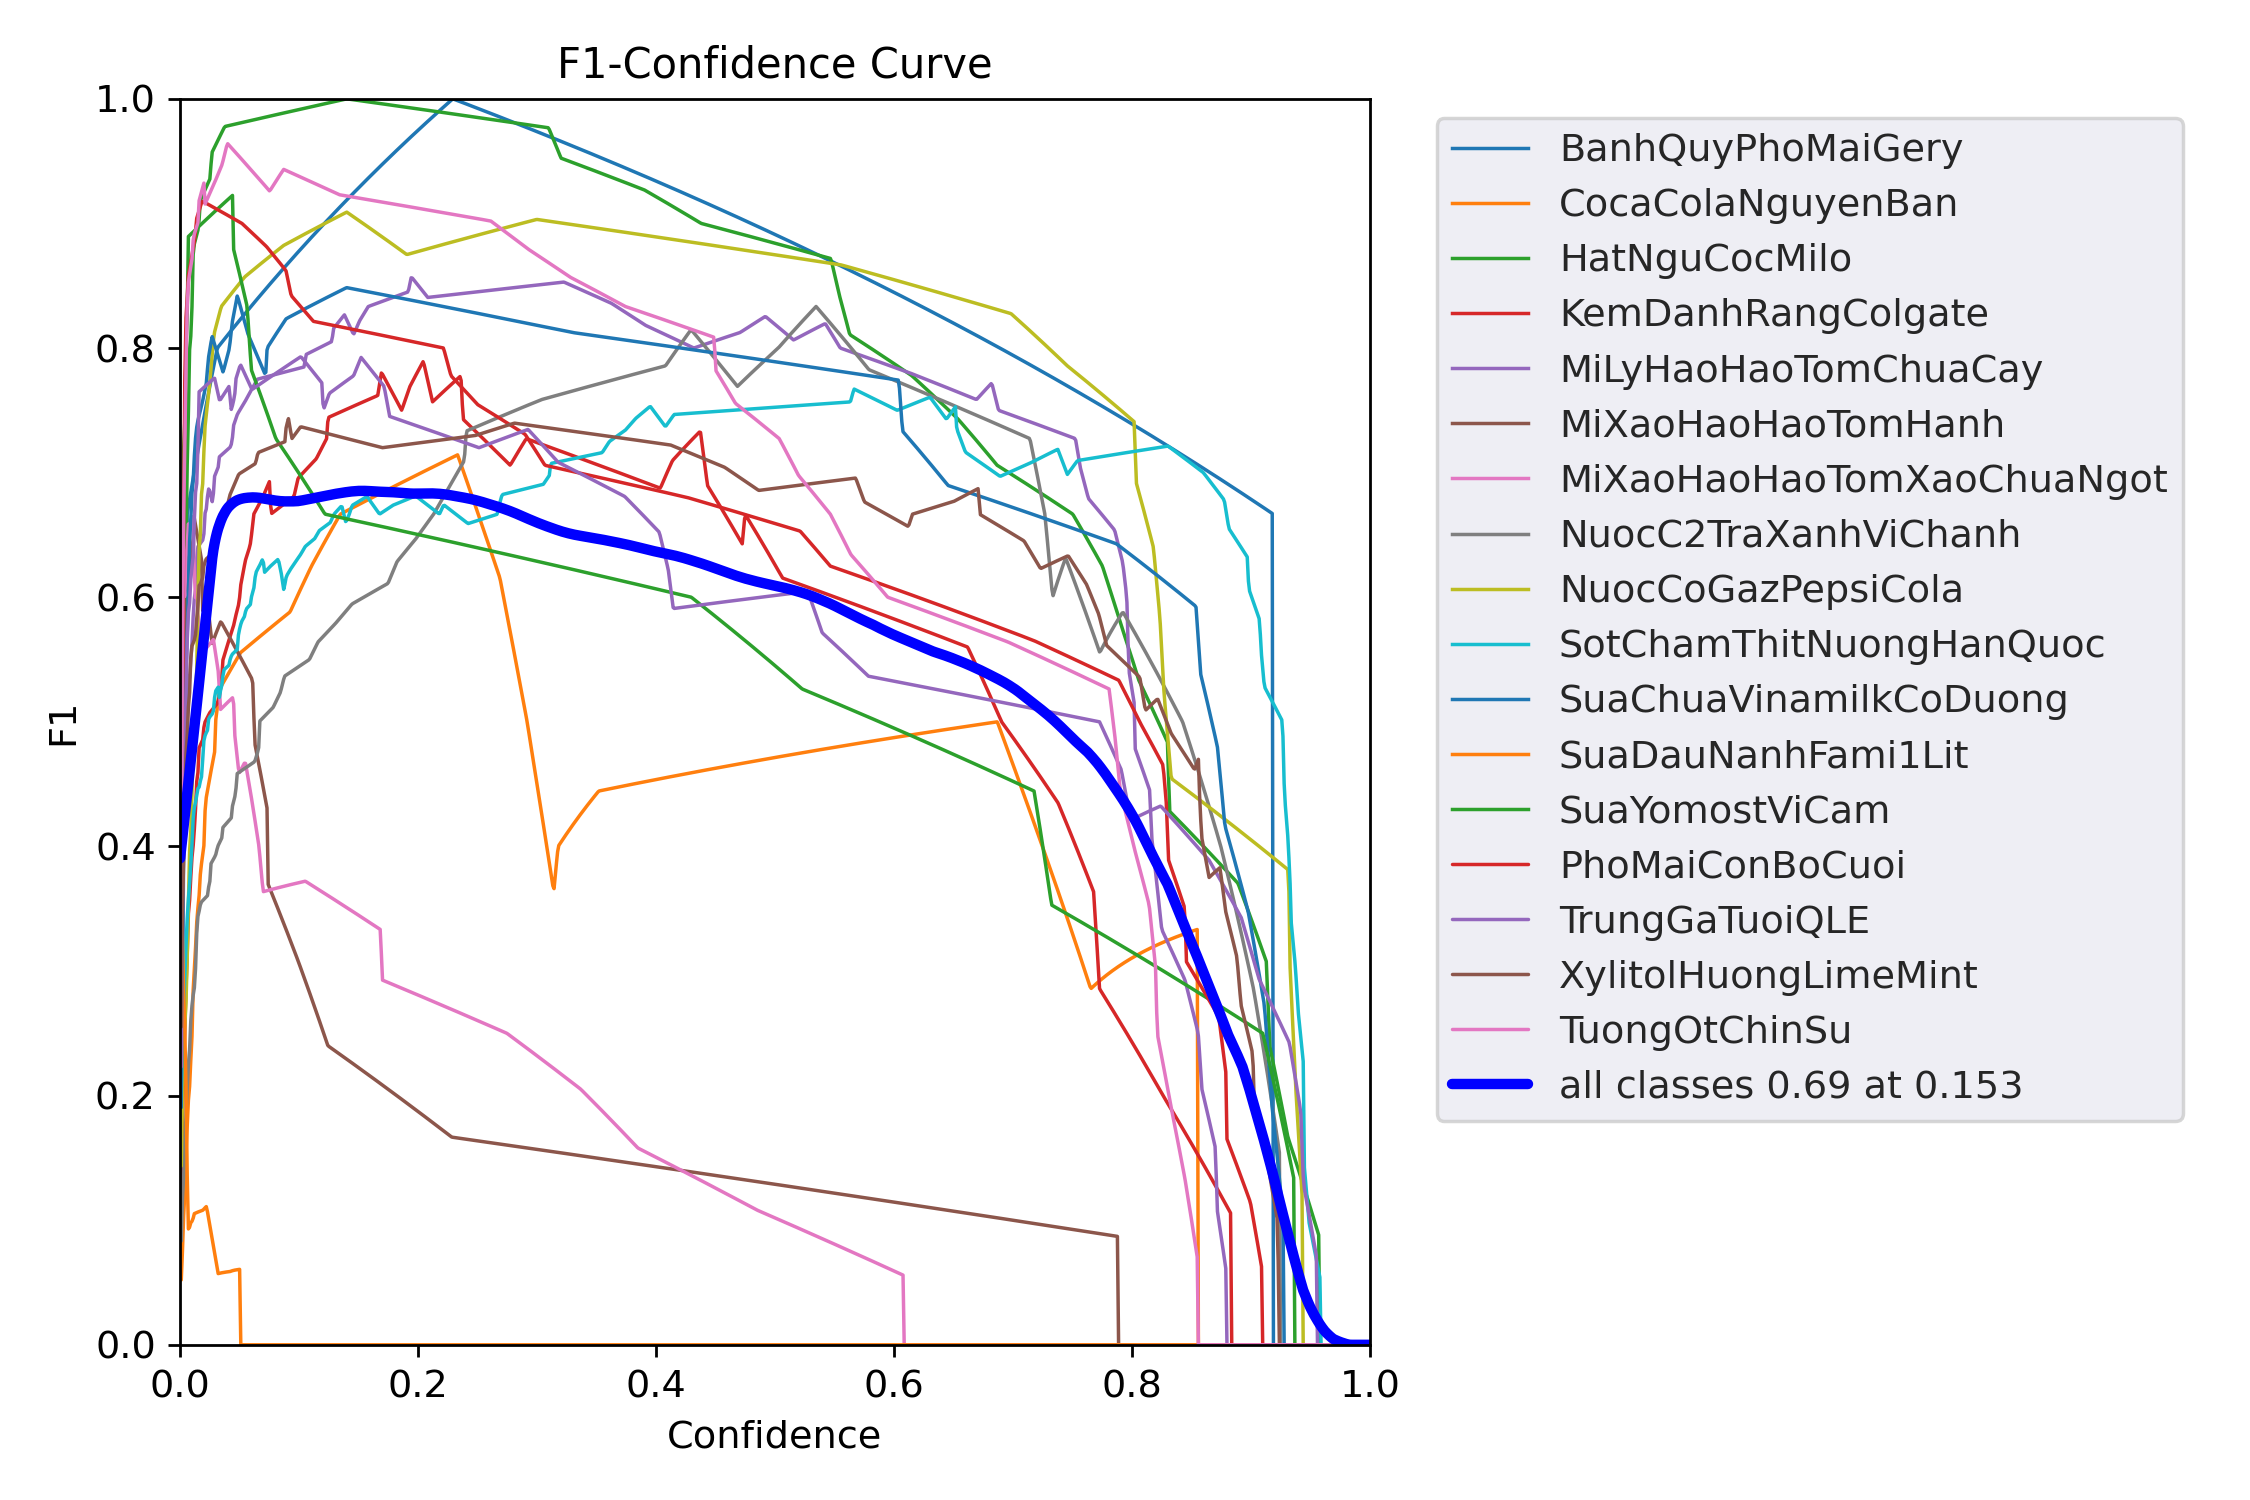 F1-Confidence Curve
1.0
0.8
0.6
0.4
0.2
0.0
F1
0.0 0.2 0.4 0.6 0.8 1.0
Confidence
BanhQuyPhoMaiGery
CocaColaNguyenBan
HatNguCocMilo
KemDanhRangColgate
MiLyHaoHaoTomChuaCay
MiXaoHaoHaoTomHanh
MiXaoHaoHaoTomXaoChuaNgot
NuocC2TraXanhViChanh
NuocCoGazPepsiCola
SotChamThitNuongHanQuoc
SuaChuaVinamilkCoDuong
SuaDauNanhFami1Lit
SuaYomostViCam
PhoMaiConBoCuoi
TrungGaTuoiQLE
XylitolHuongLimeMint
TuongOtChinSu
all classes 0.69 at 0.153